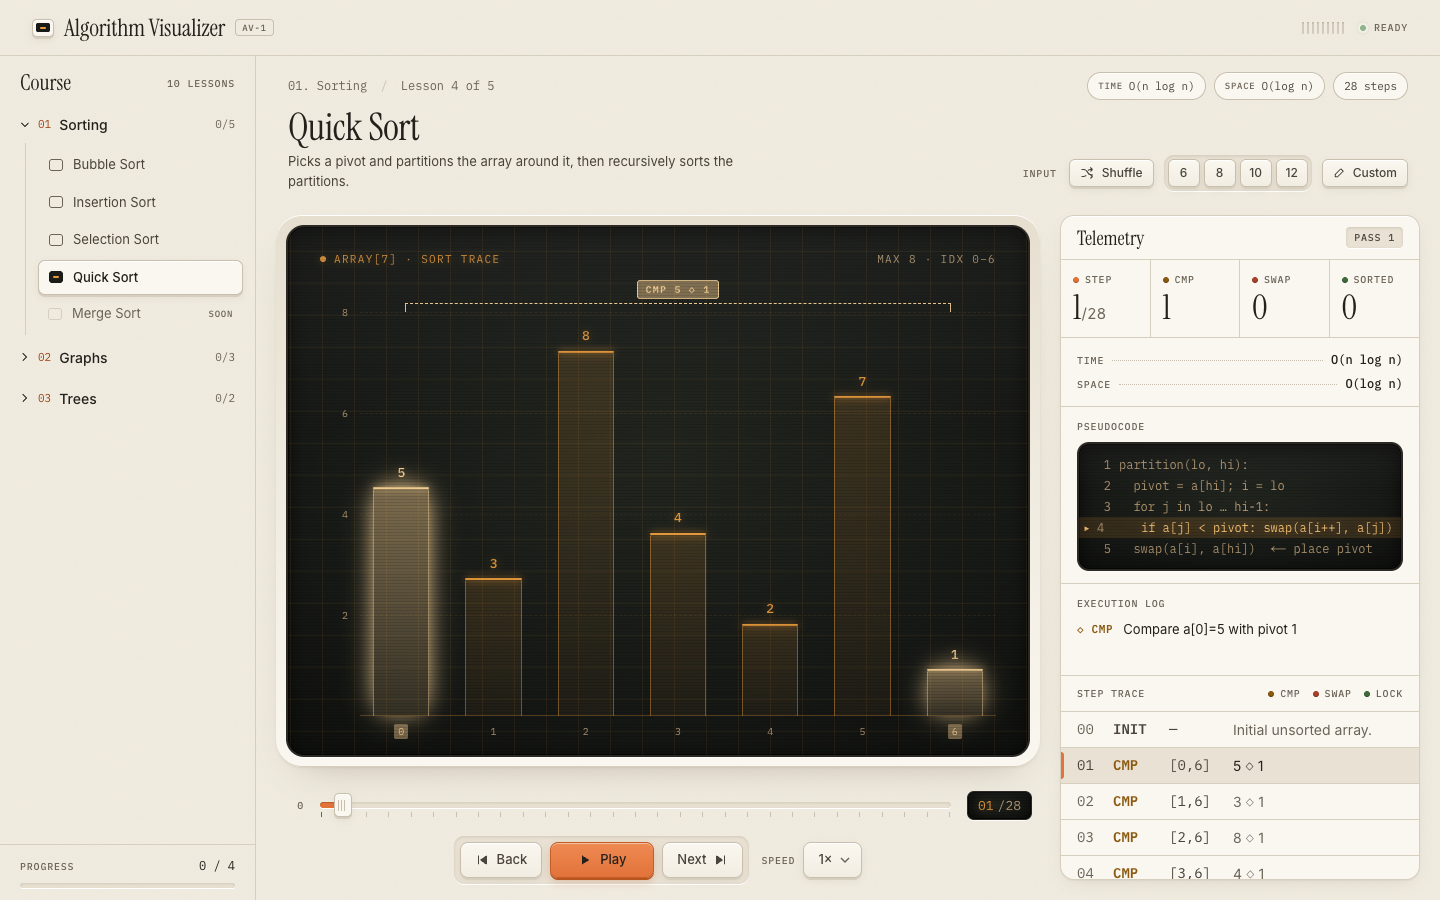 Algorithm Visualizer AV-1
READY
Course 10 LESSONS
01 Sorting 0/5
Bubble Sort
Insertion Sort
Selection Sort
Quick Sort
Merge Sort SOON
02 Graphs 0/3
03 Trees 0/2
PROGRESS 0 / 4
01. Sorting / Lesson 4 of 5
TIME O(n log n) SPACE O(log n) 28 steps
Quick Sort
Picks a pivot and partitions the array around it, then recursively sorts the
partitions.
INPUT Shuffle 6 8 10 12 Custom
ARRAY[7] · SORT TRACE MAX 8 · IDX 0–6
CMP 5 ◇ 1
8
6
4
2
5 3 8 4 2 7 1
0 1 2 3 4 5 6
0 01 /28
Back Play Next SPEED 1×
Telemetry PASS 1
STEP CMP SWAP SORTED
1/28 1 0 0
TIME O(n log n)
SPACE O(log n)
PSEUDOCODE
1 partition(lo, hi):
2 pivot = a[hi]; i = lo
3 for j in lo … hi-1:
▸ 4 if a[j] < pivot: swap(a[i++], a[j])
5 swap(a[i], a[hi]) ⟵ place pivot
EXECUTION LOG
◇ CMP Compare a[0]=5 with pivot 1
STEP TRACE CMP SWAP LOCK
00 INIT — Initial unsorted array.
01 CMP [0,6] 5 ◇ 1
02 CMP [1,6] 3 ◇ 1
03 CMP [2,6] 8 ◇ 1
04 CMP [3,6] 4 ◇ 1